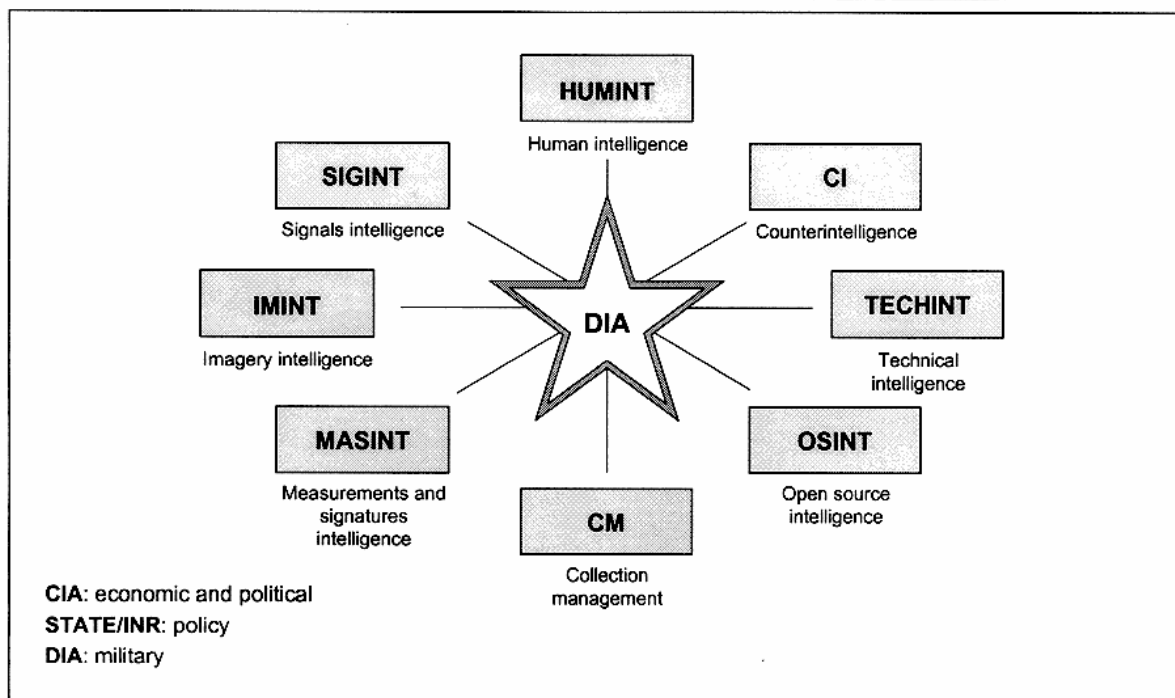 HUMINT
Human intelligence
SIGINT
Signals intelligence
CI
Counterintelligence
IMINT
Imagery intelligence
DIA
TECHINT
Technical
intelligence
MASINT
Measurements and
signatures
intelligence
OSINT
Open source
intelligence
CM
Collection
management
CIA: economic and political
STATE/INR: policy
DIA: military